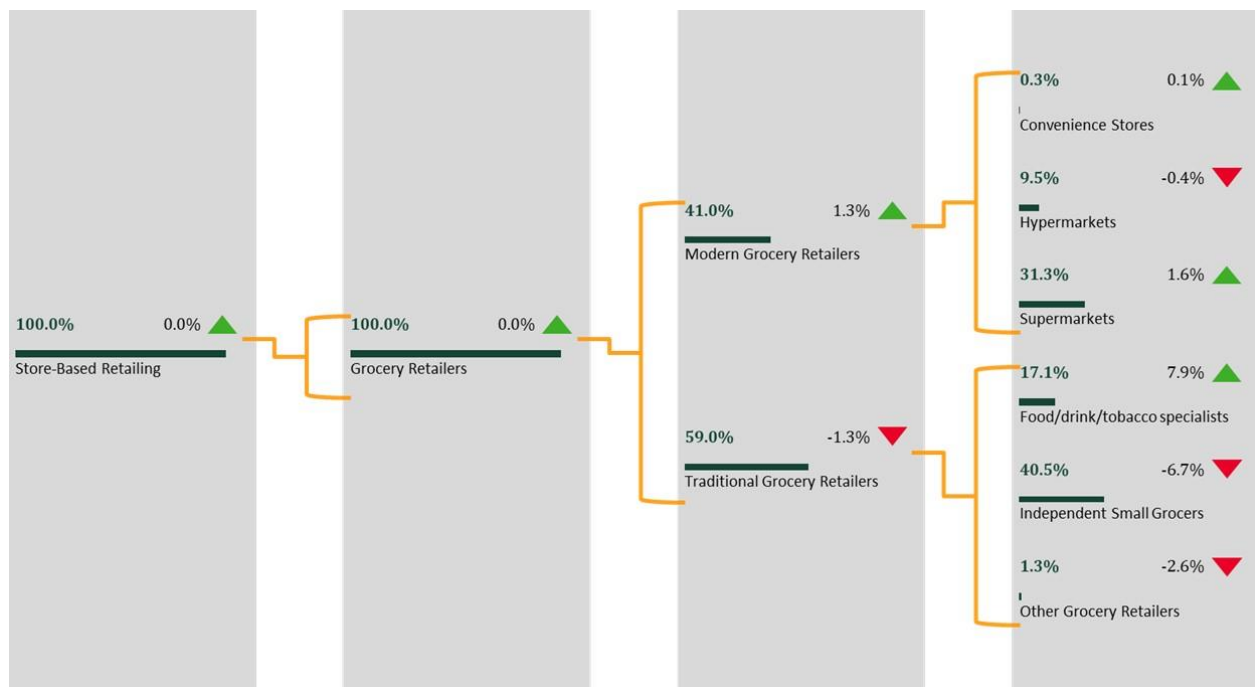 100.0% 0.0%
Store-Based Retailing
100.0% 0.0%
Grocery Retailers
41.0% 1.3%
Modern Grocery Retailers
59.0% -1.3%
Traditional Grocery Retailers
0.3% 0.1%
Convenience Stores
9.5% -0.4%
Hypermarkets
31.3% 1.6%
Supermarkets
17.1% 7.9%
Food/drink/tobacco specialists
40.5% -6.7%
Independent Small Grocers
1.3% -2.6%
Other Grocery Retailers